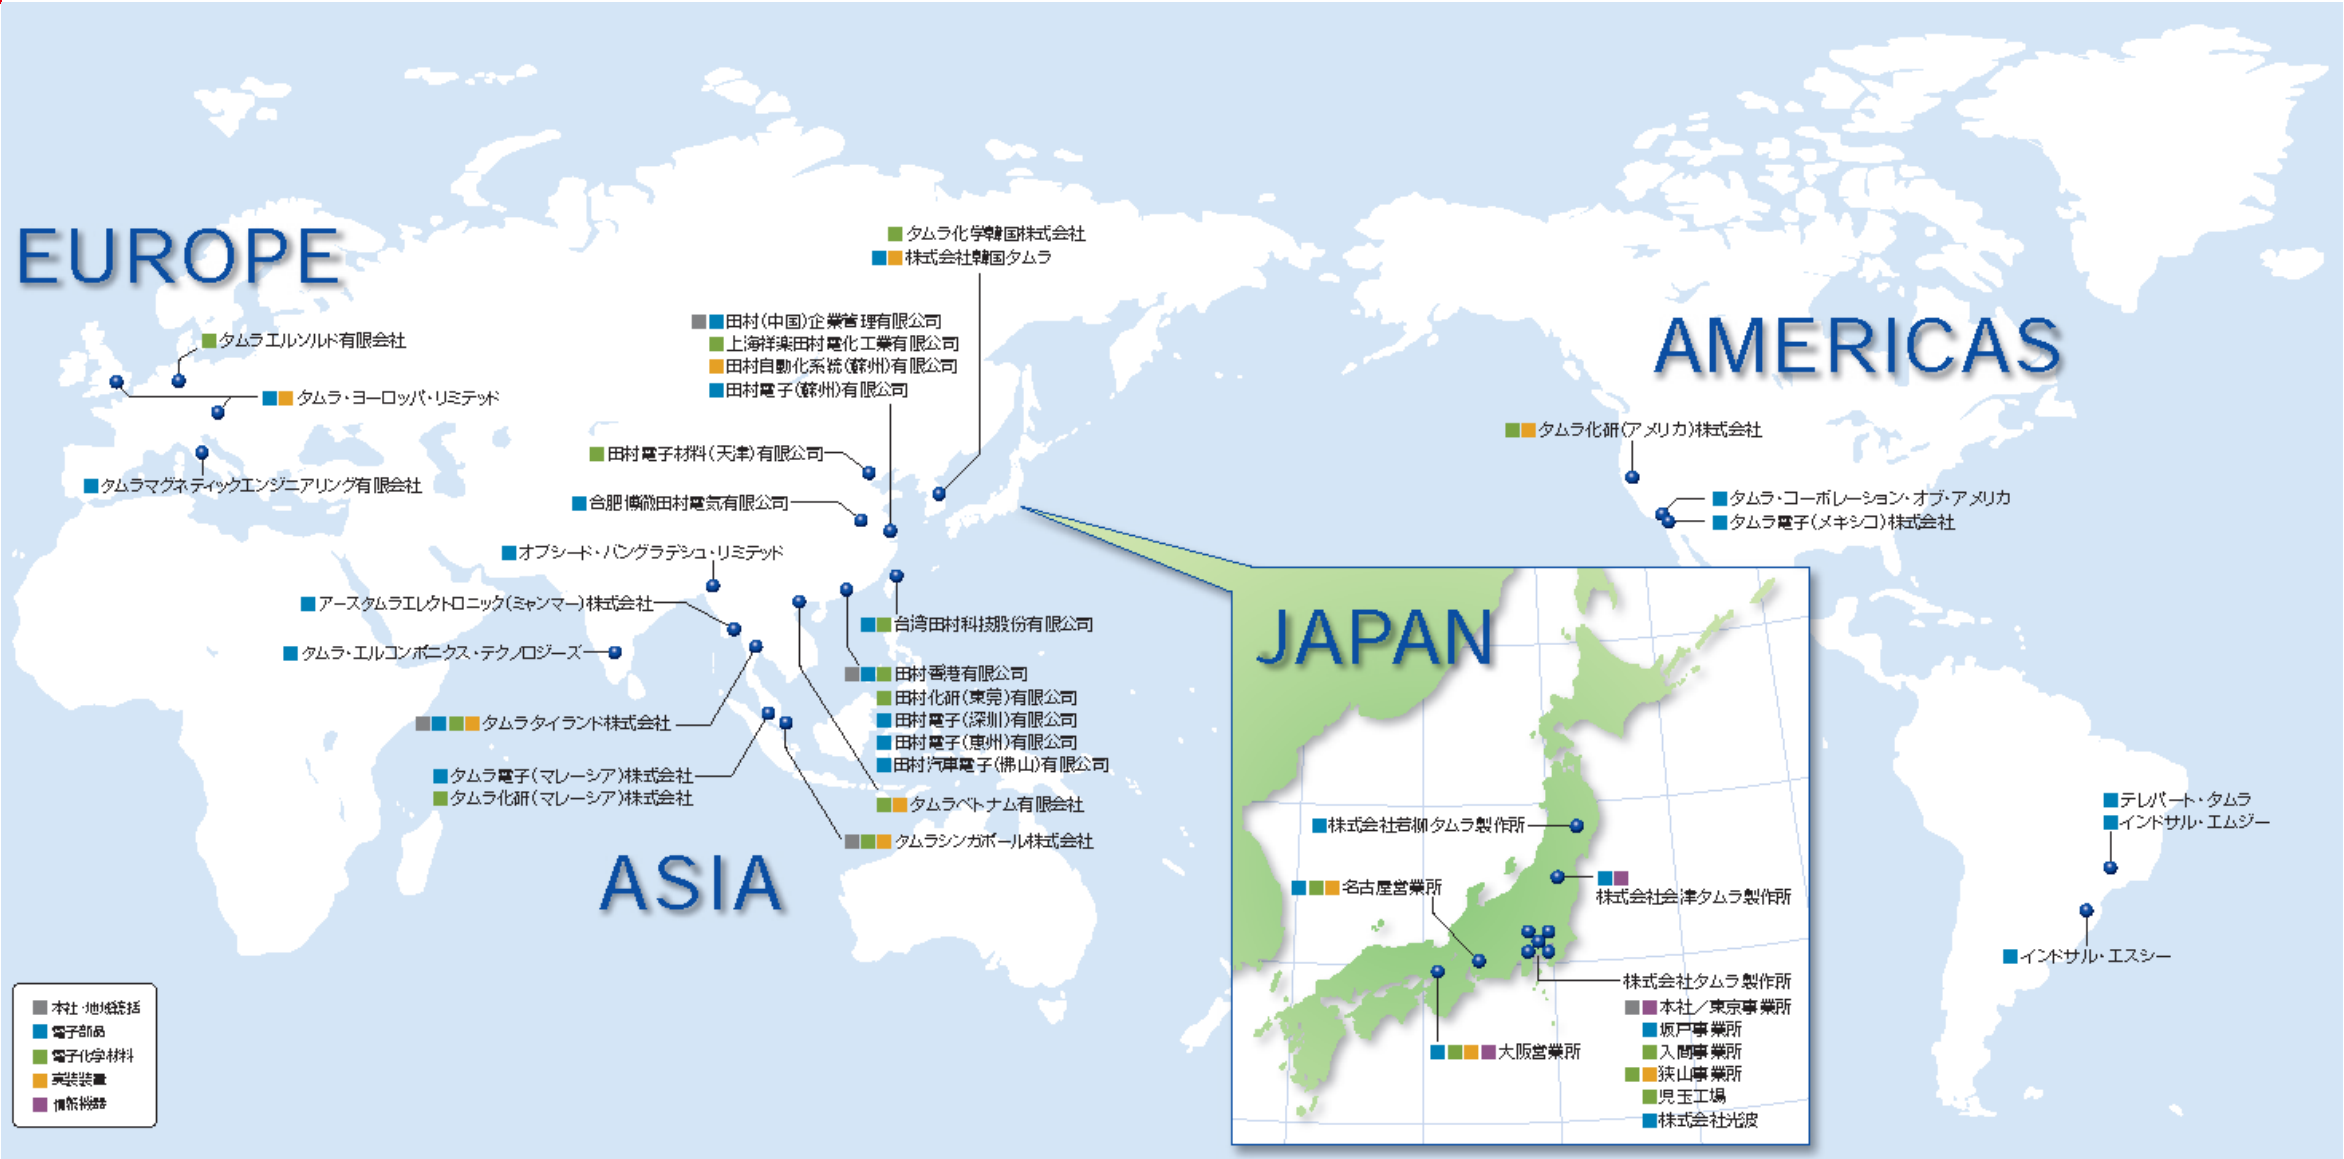 EUROPE
タムラエルソルド有限会社
タムラ・ヨーロッパ・リミテッド
タムラマグネティックエンジニアリング有限会社
タムラ化学韓国株式会社
株式会社韓国タムラ
田村(中国)企業管理有限公司
上海祥楽田村電化工業有限公司
田村自動化系統(蘇州)有限公司
田村電子(蘇州)有限公司
田村電子材料(天津)有限公司
合肥博微田村電気有限公司
オプシード・バングラデシュ・リミテッド
アースタムラエレクトロニック(ミャンマー)株式会社
タムラ・エルコンポニクス・テクノロジーズ
タムラタイランド株式会社
タムラ電子(マレーシア)株式会社
タムラ化研(マレーシア)株式会社
台湾田村科技股份有限公司
田村香港有限公司
田村化研(東莞)有限公司
田村電子(深圳)有限公司
田村電子(恵州)有限公司
田村汽車電子(佛山)有限公司
タムラベトナム有限会社
タムラシンガポール株式会社
ASIA
AMERICAS
タムラ化研(アメリカ)株式会社
タムラ・コーポレーション・オブ・アメリカ
タムラ電子(メキシコ)株式会社
テレパート・タムラ
インドサル・エムジー
インドサル・エスシー
JAPAN
株式会社若柳タムラ製作所
名古屋営業所
株式会社会津タムラ製作所
株式会社タムラ製作所
本社／東京事業所
坂戸事業所
入間事業所
狭山事業所
児玉工場
株式会社光波
大阪営業所
本社・地域統括
電子部品
電子化学材料
実装装置
情報機器